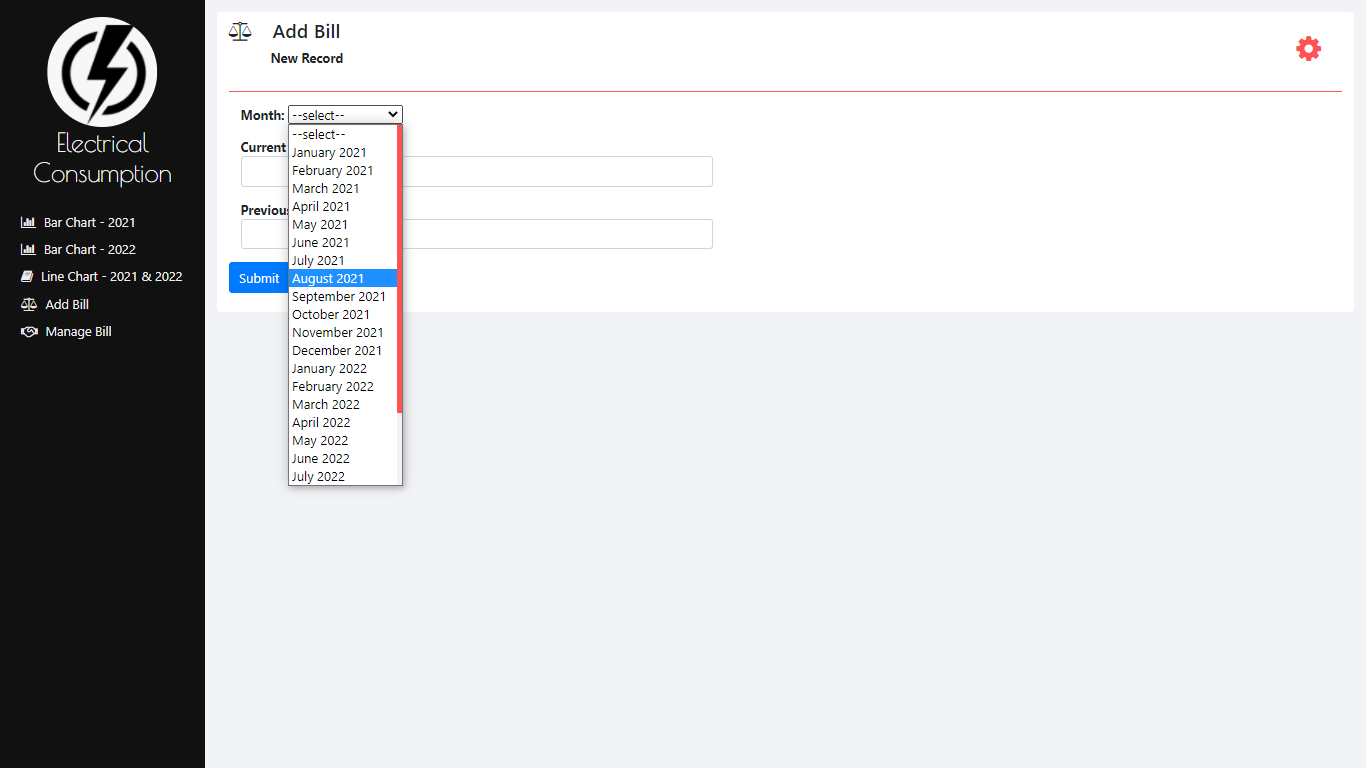 Electrical
Consumption
Bar Chart - 2021
Bar Chart - 2022
Line Chart - 2021 & 2022
Add Bill
Manage Bill
Add Bill
New Record
Month: --select--
--select--
January 2021
February 2021
March 2021
April 2021
May 2021
June 2021
July 2021
August 2021
September 2021
October 2021
November 2021
December 2021
January 2022
February 2022
March 2022
April 2022
May 2022
June 2022
July 2022
Current
Submit